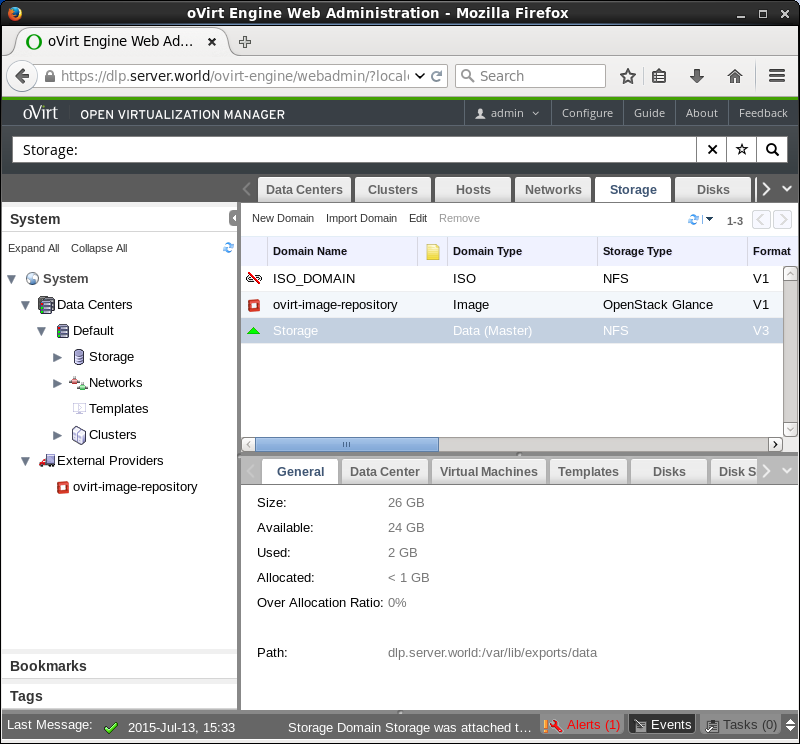 oVirt Engine Web Administration - Mozilla Firefox
oVirt Engine Web Ad...
https://dlp.server.world/ovirt-engine/webadmin/?local
Search
oVirt OPEN VIRTUALIZATION MANAGER
admin Configure Guide About Feedback
Storage:
Data Centers Clusters Hosts Networks Storage Disks
System
New Domain Import Domain Edit Remove 1-3
Expand All Collapse All
Domain Name Domain Type Storage Type Format
ISO_DOMAIN ISO NFS V1
ovirt-image-repository Image OpenStack Glance V1
Storage Data (Master) NFS V3
System
Data Centers
Default
Storage
Networks
Templates
Clusters
External Providers
ovirt-image-repository
General Data Center Virtual Machines Templates Disks Disk S
Size: 26 GB
Available: 24 GB
Used: 2 GB
Allocated: < 1 GB
Over Allocation Ratio: 0%
Path: dlp.server.world:/var/lib/exports/data
Bookmarks
Tags
Last Message: 2015-Jul-13, 15:33 Storage Domain Storage was attached t... Alerts (1) Events Tasks (0)